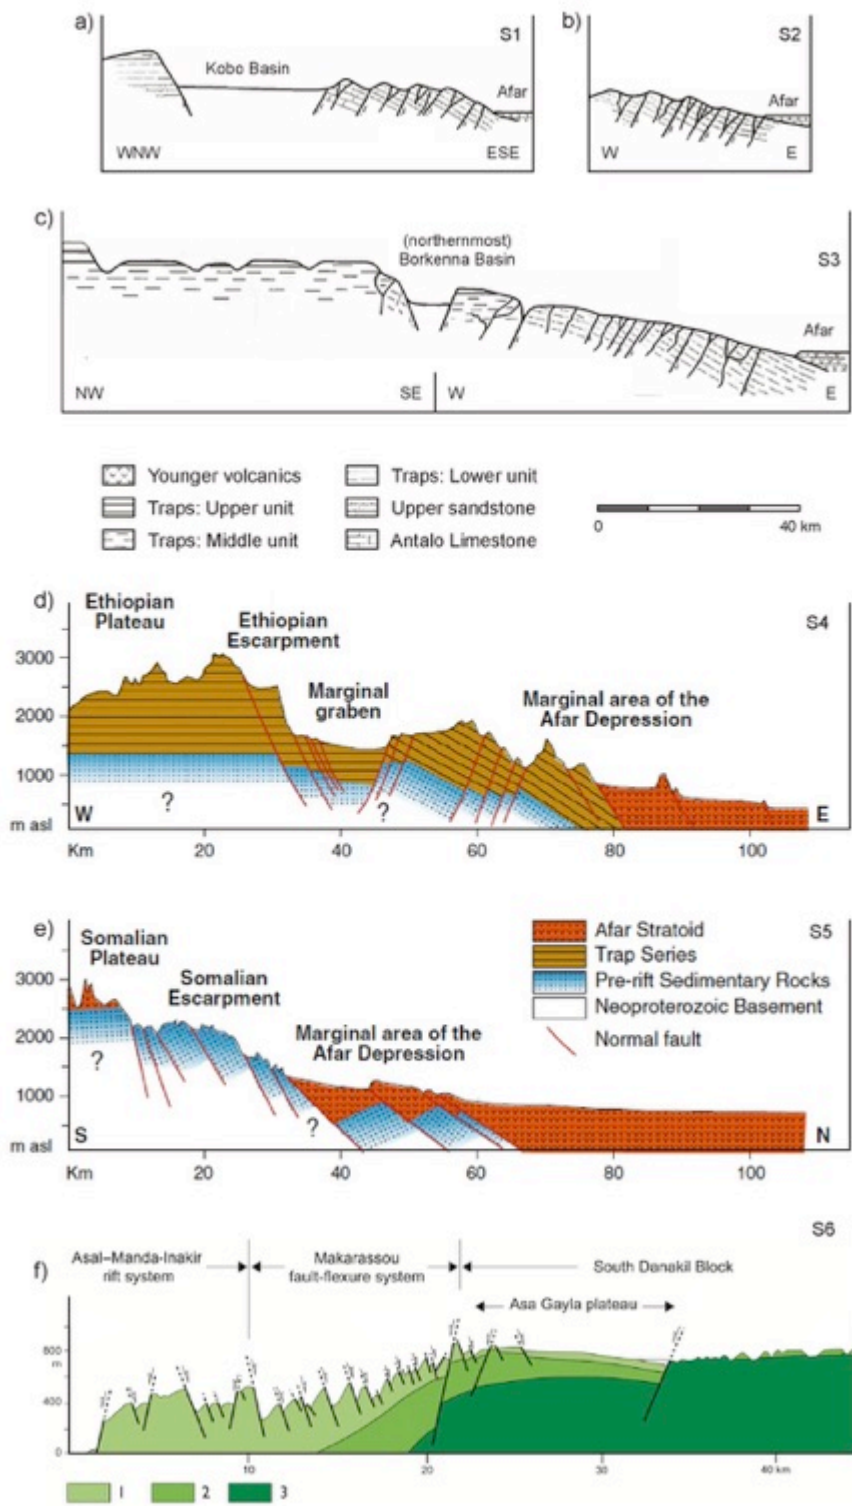 a)
S1
Kobo Basin
Afar
WNW
ESE
b)
S2
Afar
W
E
c)
(northernmost)
Borkenna Basin
S3
Afar
NW
SE
W
E
Younger volcanics
Traps: Upper unit
Traps: Middle unit
Traps: Lower unit
Upper sandstone
Antalo Limestone
0
40 km
d)
S4
Ethiopian
Plateau
Ethiopian
Escarpment
Marginal
graben
Marginal area of the
Afar Depression
3000
2000
1000
m asl
W
?
?
E
Km
20
40
60
80
100
e)
S5
Somalian
Plateau
Somalian
Escarpment
Marginal area of the
Afar Depression
Afar Stratoid
Trap Series
Pre-rift Sedimentary Rocks
Neoproterozoic Basement
Normal fault
3000
2000
1000
m asl
?
?
S
N
Km
20
40
60
80
100
S6
f)
Asal–Manda-Inakir
rift system
Makarassou
fault-flexure system
South Danakil Block
Asa Gayla plateau
800
m
400
0
10
20
30
40 km
1
2
3